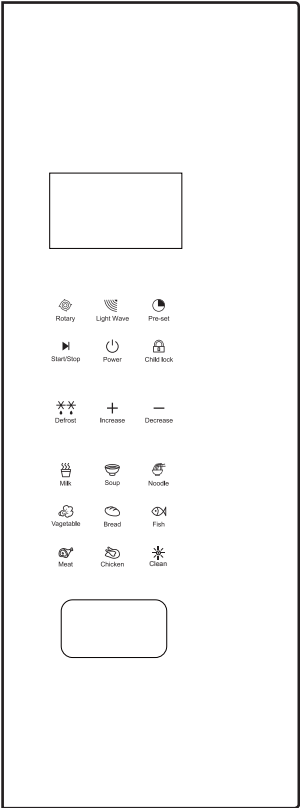 Rotary Light Wave Pre-set
Start/Stop Power Child lock
Defrost Increase Decrease
Milk Soup Noodle
Vagetable Bread Fish
Meat Chicken Clean